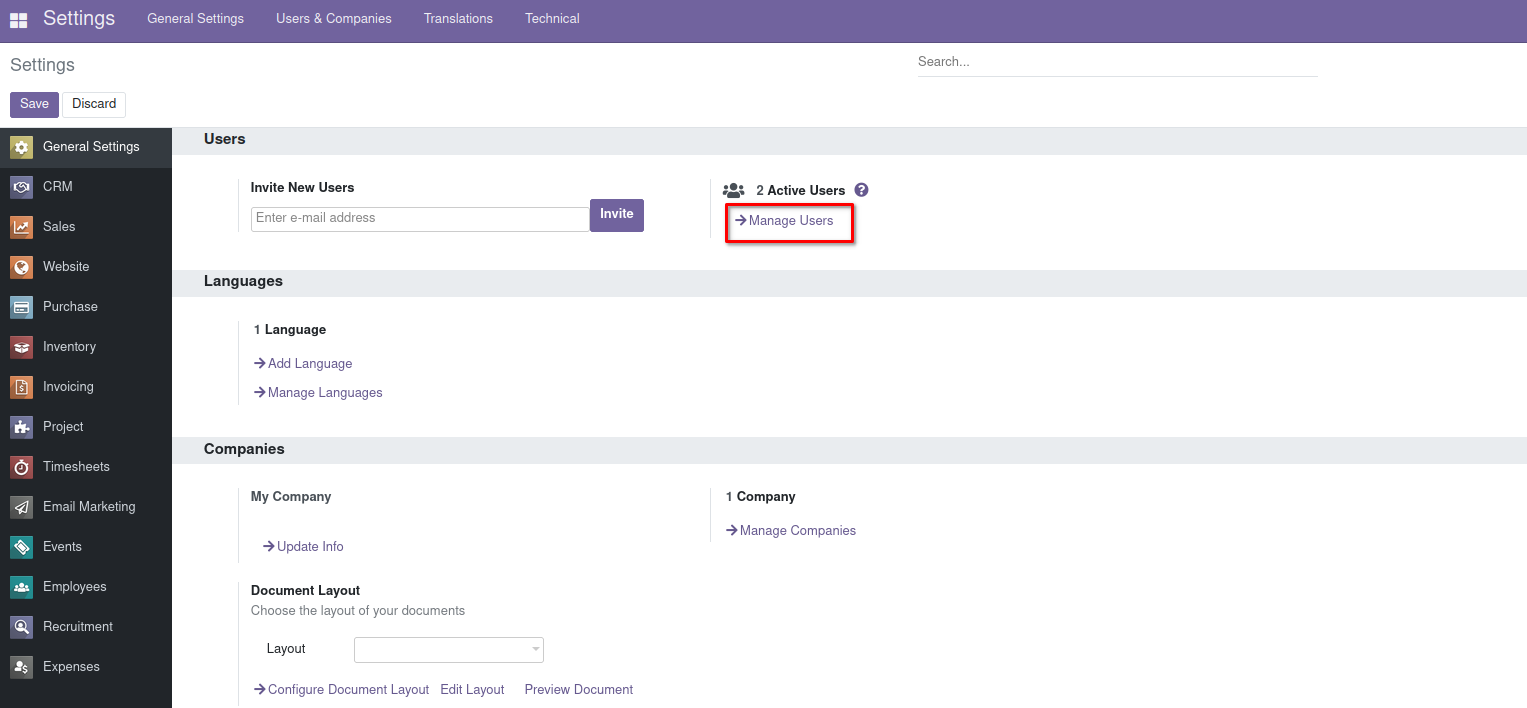 Settings General Settings Users & Companies Translations Technical
Settings
Search...
Save Discard
General Settings
CRM
Sales
Website
Purchase
Inventory
Invoicing
Project
Timesheets
Email Marketing
Events
Employees
Recruitment
Expenses
Users
Invite New Users
Enter e-mail address
Invite
2 Active Users ?
Manage Users
Languages
1 Language
Add Language
Manage Languages
Companies
My Company
Update Info
1 Company
Manage Companies
Document Layout
Choose the layout of your documents
Layout
Configure Document Layout Edit Layout Preview Document